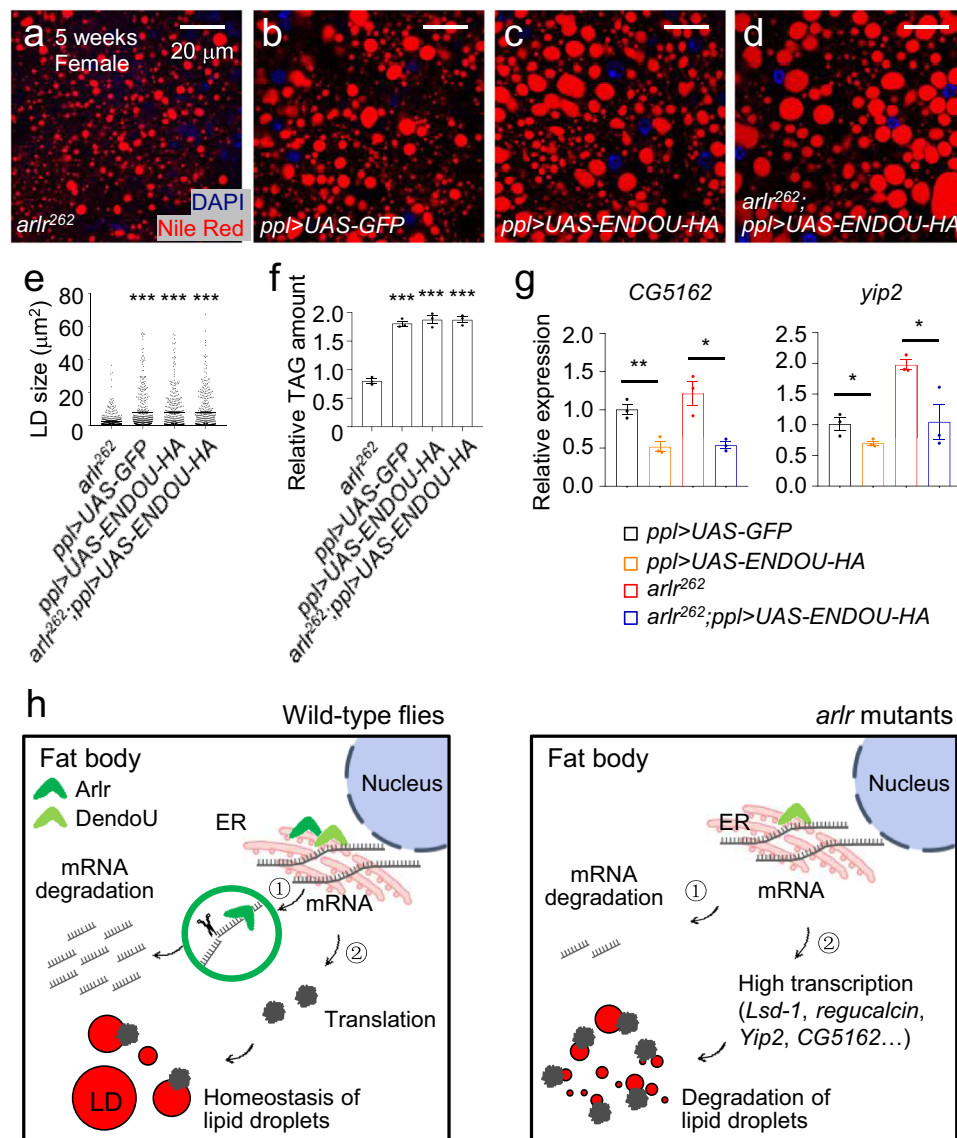 a
5 weeks
Female
20 μm
DAPI
Nile Red
arlr²⁶²
b
ppl>UAS-GFP
c
ppl>UAS-ENDOU-HA
d
arlr²⁶²;
ppl>UAS-ENDOU-HA
e
LD size (μm²)
80
60
40
20
0
*** *** ***
arlr²⁶²
ppl>UAS-GFP
ppl>UAS-ENDOU-HA
arlr²⁶²;ppl>UAS-ENDOU-HA
f
Relative TAG amount
2.0
1.0
0
*** *** ***
arlr²⁶²
ppl>UAS-GFP
ppl>UAS-ENDOU-HA
arlr²⁶²;ppl>UAS-ENDOU-HA
g
Relative expression
CG5162
2.0
1.5
1.0
0.5
0.0
** *
yip2
2.5
2.0
1.5
1.0
0.5
0.0
* *
ppl>UAS-GFP
ppl>UAS-ENDOU-HA
arlr²⁶²
arlr²⁶²;ppl>UAS-ENDOU-HA
h
Wild-type flies
Fat body
Arlr
DendoU
Nucleus
ER
mRNA
degradation
①
mRNA
②
Translation
LD
Homeostasis of
lipid droplets
arlr mutants
Fat body
Nucleus
ER
mRNA
degradation
①
mRNA
②
High transcription
(Lsd-1, regucalcin,
Yip2, CG5162...)
Degradation of
lipid droplets